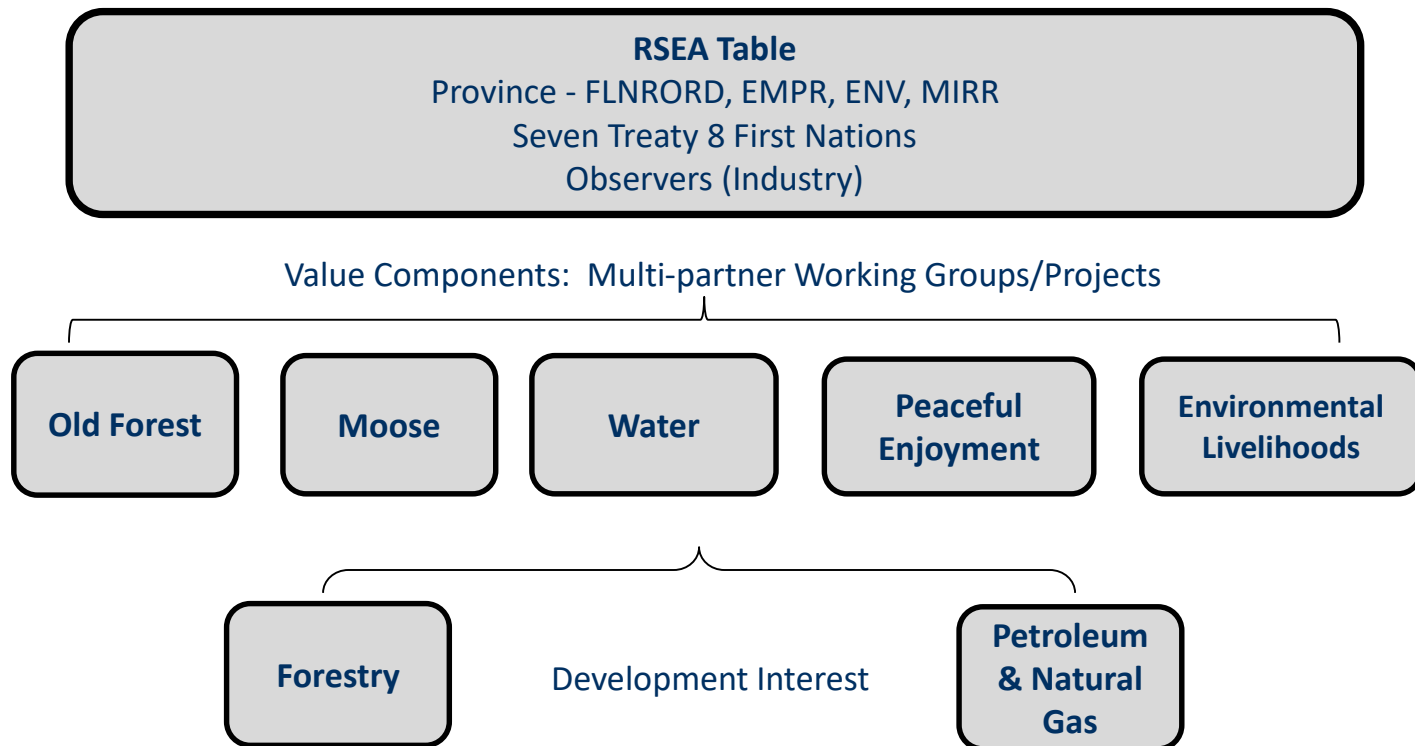 RSEA Table
Province - FLNRORD, EMPR, ENV, MIRR
Seven Treaty 8 First Nations
Observers (Industry)
Value Components:  Multi-partner Working Groups/Projects
Old Forest
Moose
Water
Peaceful
Enjoyment
Environmental
Livelihoods
Forestry
Development Interest
Petroleum
& Natural
Gas